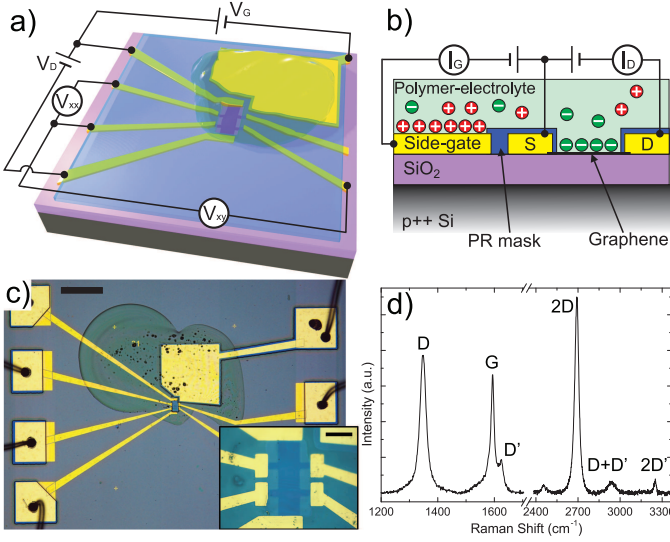 a)
V_G
V_D
V_xx
V_xy
b)
I_G
I_D
Polymer-electrolyte
Side-gate
S
D
SiO₂
p++ Si
PR mask
Graphene
c)
d)
Intensity (a.u.)
D
G
D'
2D
D+D'
2D'
1200 1400 1600 2400 2700 3000 3300
Raman Shift (cm⁻¹)